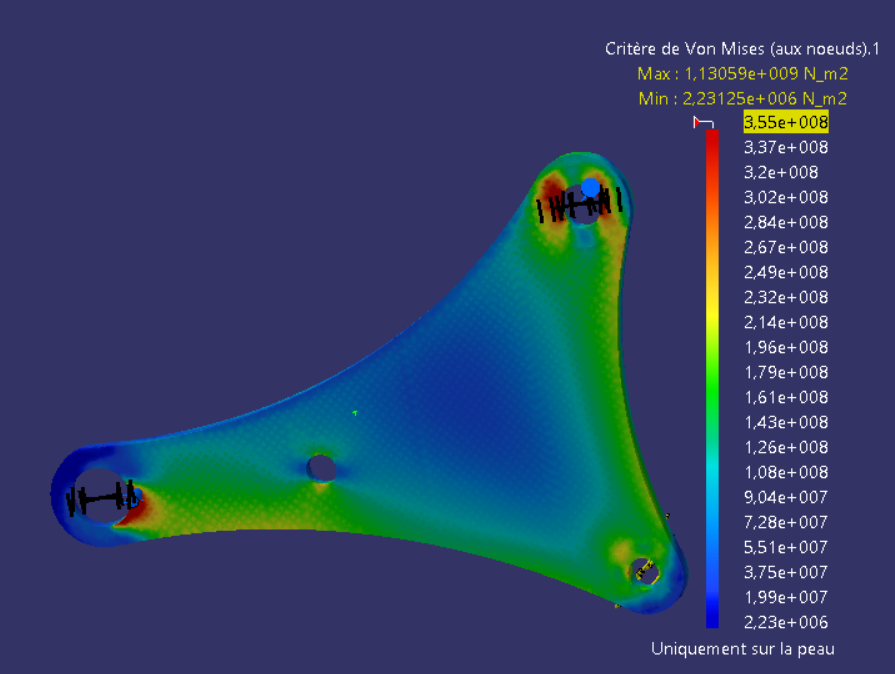 Critère de Von Mises (aux noeuds).1
Max : 1,13059e+009 N_m2
Min : 2,23125e+006 N_m2
3,55e+008
3,37e+008
3,2e+008
3,02e+008
2,84e+008
2,67e+008
2,49e+008
2,32e+008
2,14e+008
1,96e+008
1,79e+008
1,61e+008
1,43e+008
1,26e+008
1,08e+008
9,04e+007
7,28e+007
5,51e+007
3,75e+007
1,99e+007
2,23e+006
Uniquement sur la peau